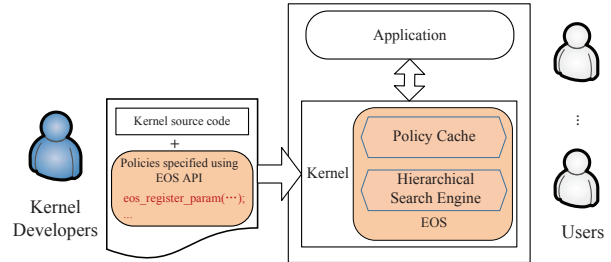 Application
Kernel source code
+
Policies specified using
EOS API
eos_register_param(⋯);
...
Kernel
Policy Cache
Hierarchical
Search Engine
EOS
Kernel
Developers
...
Users